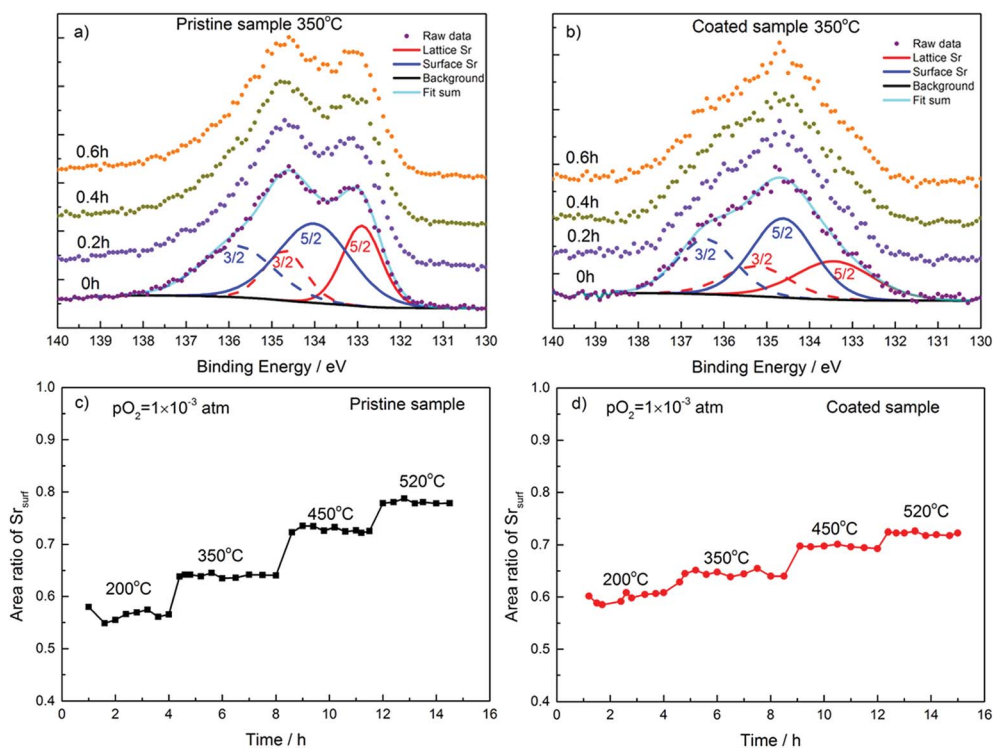 a)
Pristine sample 350°C
Raw data
Lattice Sr
Surface Sr
Background
Fit sum
0.6h
0.4h
0.2h
0h
3/2
3/2
5/2
5/2
140 139 138 137 136 135 134 133 132 131 130
Binding Energy / eV
b)
Coated sample 350°C
Raw data
Lattice Sr
Surface Sr
Background
Fit sum
0.6h
0.4h
0.2h
0h
3/2
3/2
5/2
5/2
140 139 138 137 136 135 134 133 132 131 130
Binding Energy / eV
c)
pO₂=1×10⁻³ atm
Pristine sample
1.0
0.9
0.8
0.7
0.6
0.5
0.4
Area ratio of Sr_surf
200°C
350°C
450°C
520°C
0 2 4 6 8 10 12 14 16
Time / h
d)
pO₂=1×10⁻³ atm
Coated sample
1.0
0.9
0.8
0.7
0.6
0.5
0.4
Area ratio of Sr_surf
200°C
350°C
450°C
520°C
0 2 4 6 8 10 12 14 16
Time / h